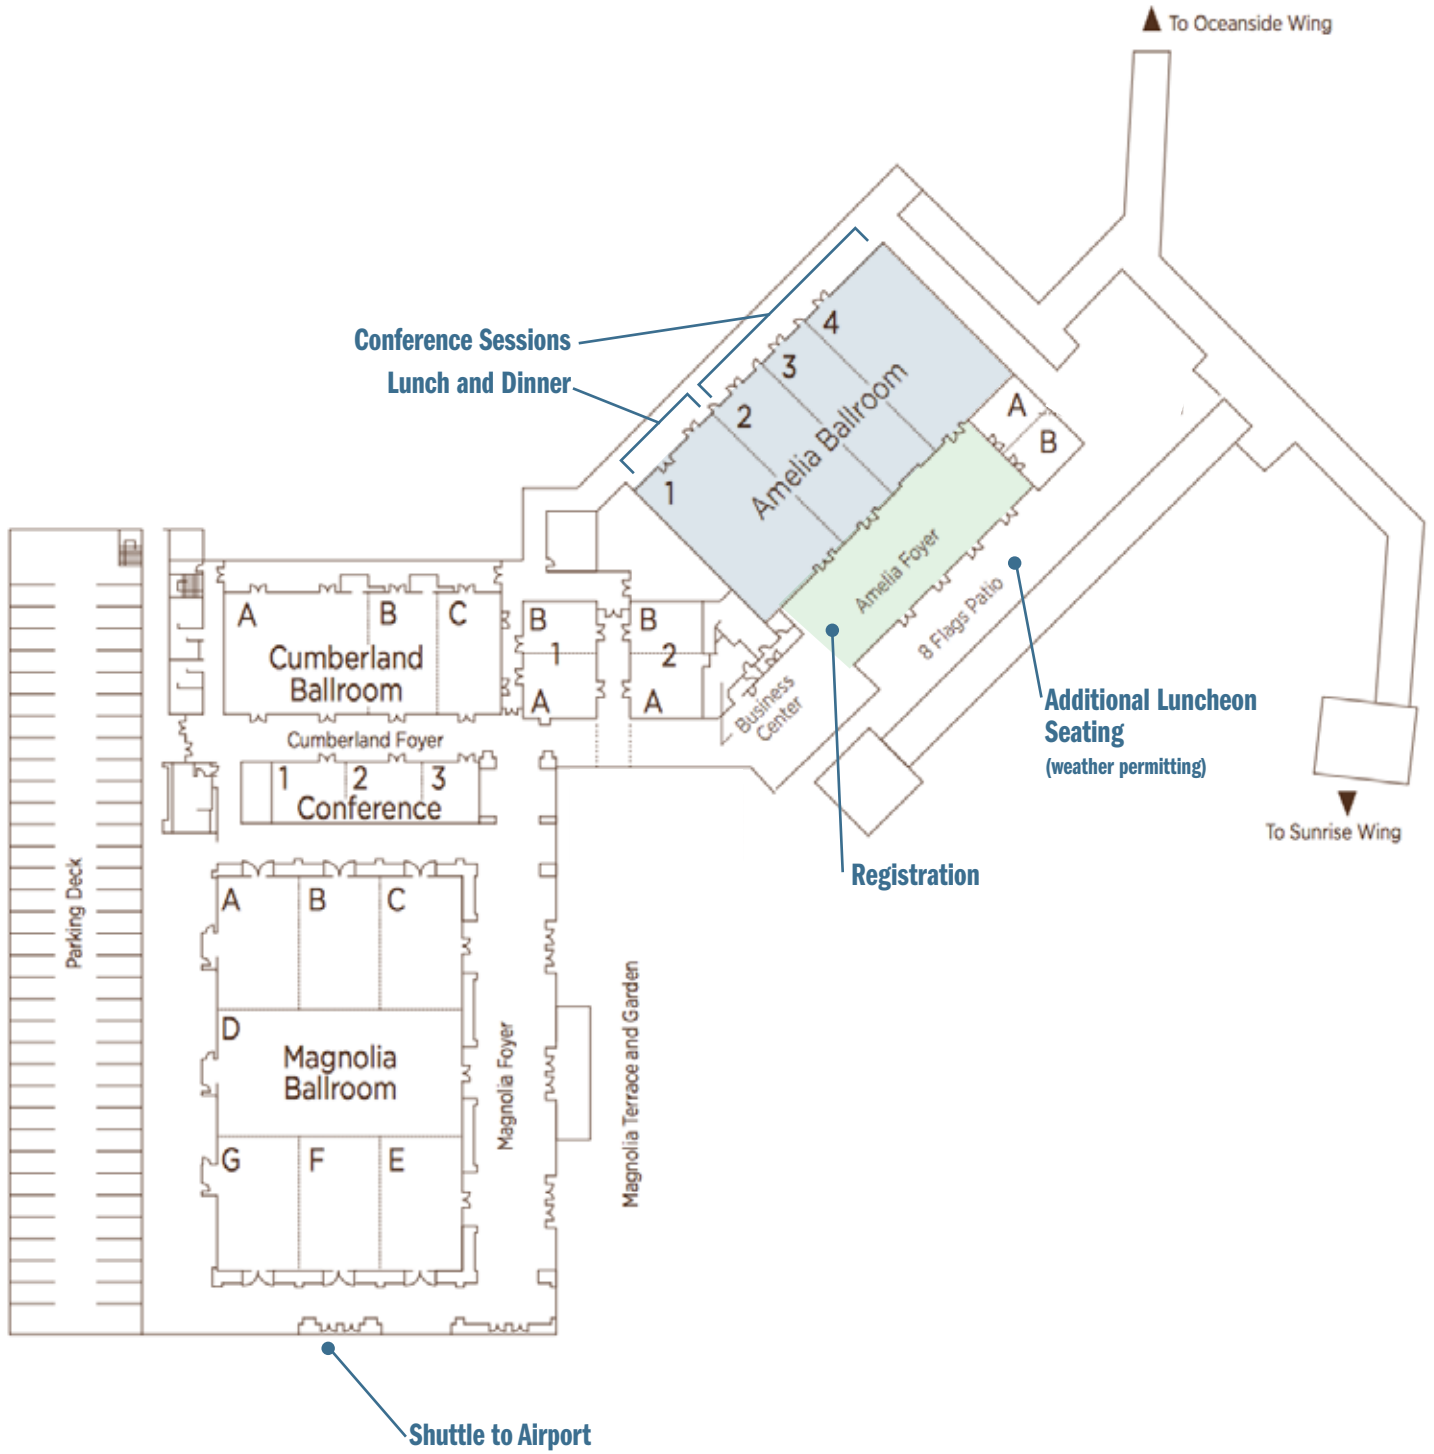 To Oceanside Wing
Conference Sessions
Lunch and Dinner
4
3
2
1
Amelia Ballroom
A
B
Amelia Foyer
8 Flags Patio
Additional Luncheon
Seating
(weather permitting)
Registration
Business
Center
To Sunrise Wing
A
B
C
Cumberland
Ballroom
B
1
A
B
2
A
Cumberland Foyer
1
2
3
Conference
Parking Deck
A
B
C
D
Magnolia
Ballroom
G
F
E
Magnolia Foyer
Magnolia Terrace and Garden
Shuttle to Airport